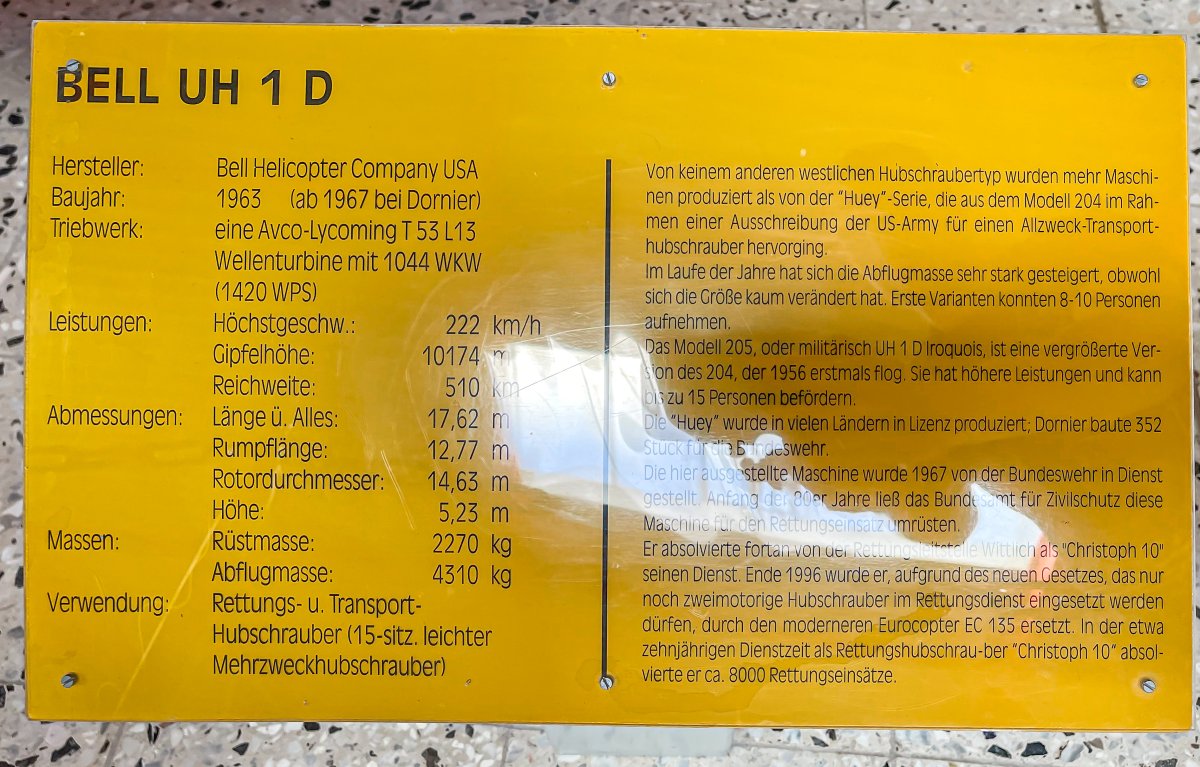 BELL UH 1 D
Hersteller: Bell Helicopter Company USA
Baujahr: 1963 (ab 1967 bei Dornier)
Triebwerk: eine Avco-Lycoming T 53 L13
Wellenturbine mit 1044 WKW
(1420 WPS)
Leistungen: Höchstgeschw.: 222 km/h
Gipfelhöhe: 10174 m
Reichweite: 510 km
Abmessungen: Länge ü. Alles: 17,62 m
Rumpflänge: 12,77 m
Rotordurchmesser: 14,63 m
Höhe: 5,23 m
Massen: Rüstmasse: 2270 kg
Abflugmasse: 4310 kg
Verwendung: Rettungs- u. Transport-
Hubschrauber (15-sitz. leichter
Mehrzweckhubschrauber)
Von keinem anderen westlichen Hubschraubertyp wurden mehr Maschi-
nen produziert als von der "Huey"-Serie, die aus dem Modell 204 im Rah-
men einer Ausschreibung der US-Army für einen Allzweck-Transport-
hubschrauber hervorging.
Im Laufe der Jahre hat sich die Abflugmasse sehr stark gesteigert, obwohl
sich die Größe kaum verändert hat. Erste Varianten konnten 8-10 Personen
aufnehmen.
Das Modell 205, oder militärisch UH 1 D Iroquois, ist eine vergrößerte Ver-
sion des 204, der 1956 erstmals flog. Sie hat höhere Leistungen und kann
bis zu 15 Personen befördern.
Die "Huey" wurde in vielen Ländern in Lizenz produziert; Dornier baute 352
Stück für die Bundeswehr.
Die hier ausgestellte Maschine wurde 1967 von der Bundeswehr in Dienst
gestellt. Anfang der 80er Jahre ließ das Bundesamt für Zivilschutz diese
Maschine für den Rettungseinsatz umrüsten.
Er absolvierte fortan von der Rettungsleitstelle Wittlich als "Christoph 10"
seinen Dienst. Ende 1996 wurde er, aufgrund des neuen Gesetzes, das nur
noch zweimotorige Hubschrauber im Rettungsdienst eingesetzt werden
dürfen, durch den moderneren Eurocopter EC 135 ersetzt. In der etwa
zehnjährigen Dienstzeit als Rettungshubschrau-ber "Christoph 10" absol-
vierte er ca. 8000 Rettungseinsätze.